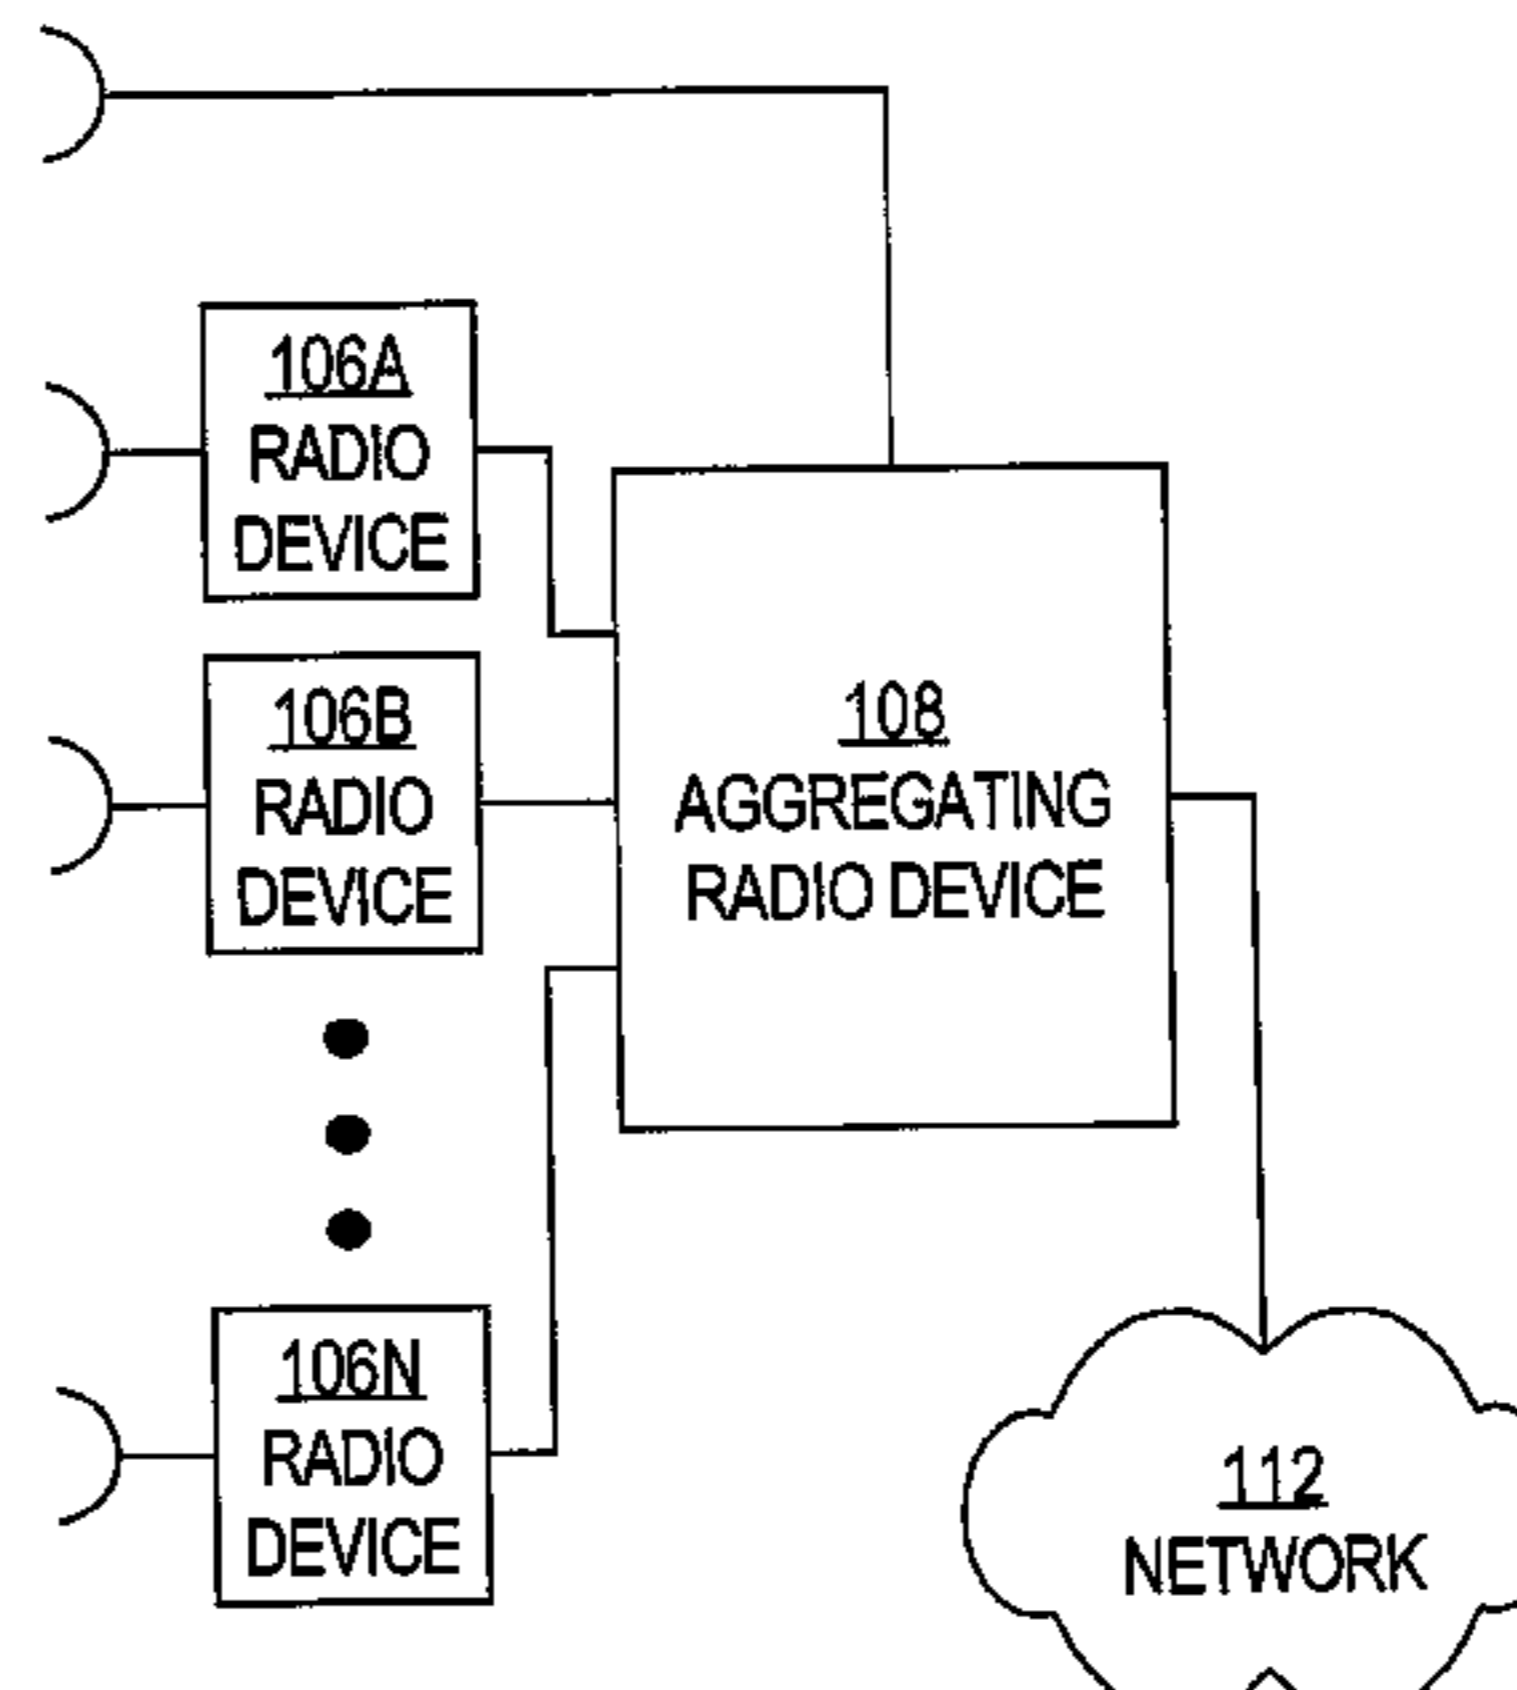 106A
RADIO
DEVICE
106B
RADIO
DEVICE
108
AGGREGATING
RADIO DEVICE
106N
RADIO
DEVICE
112
NETWORK